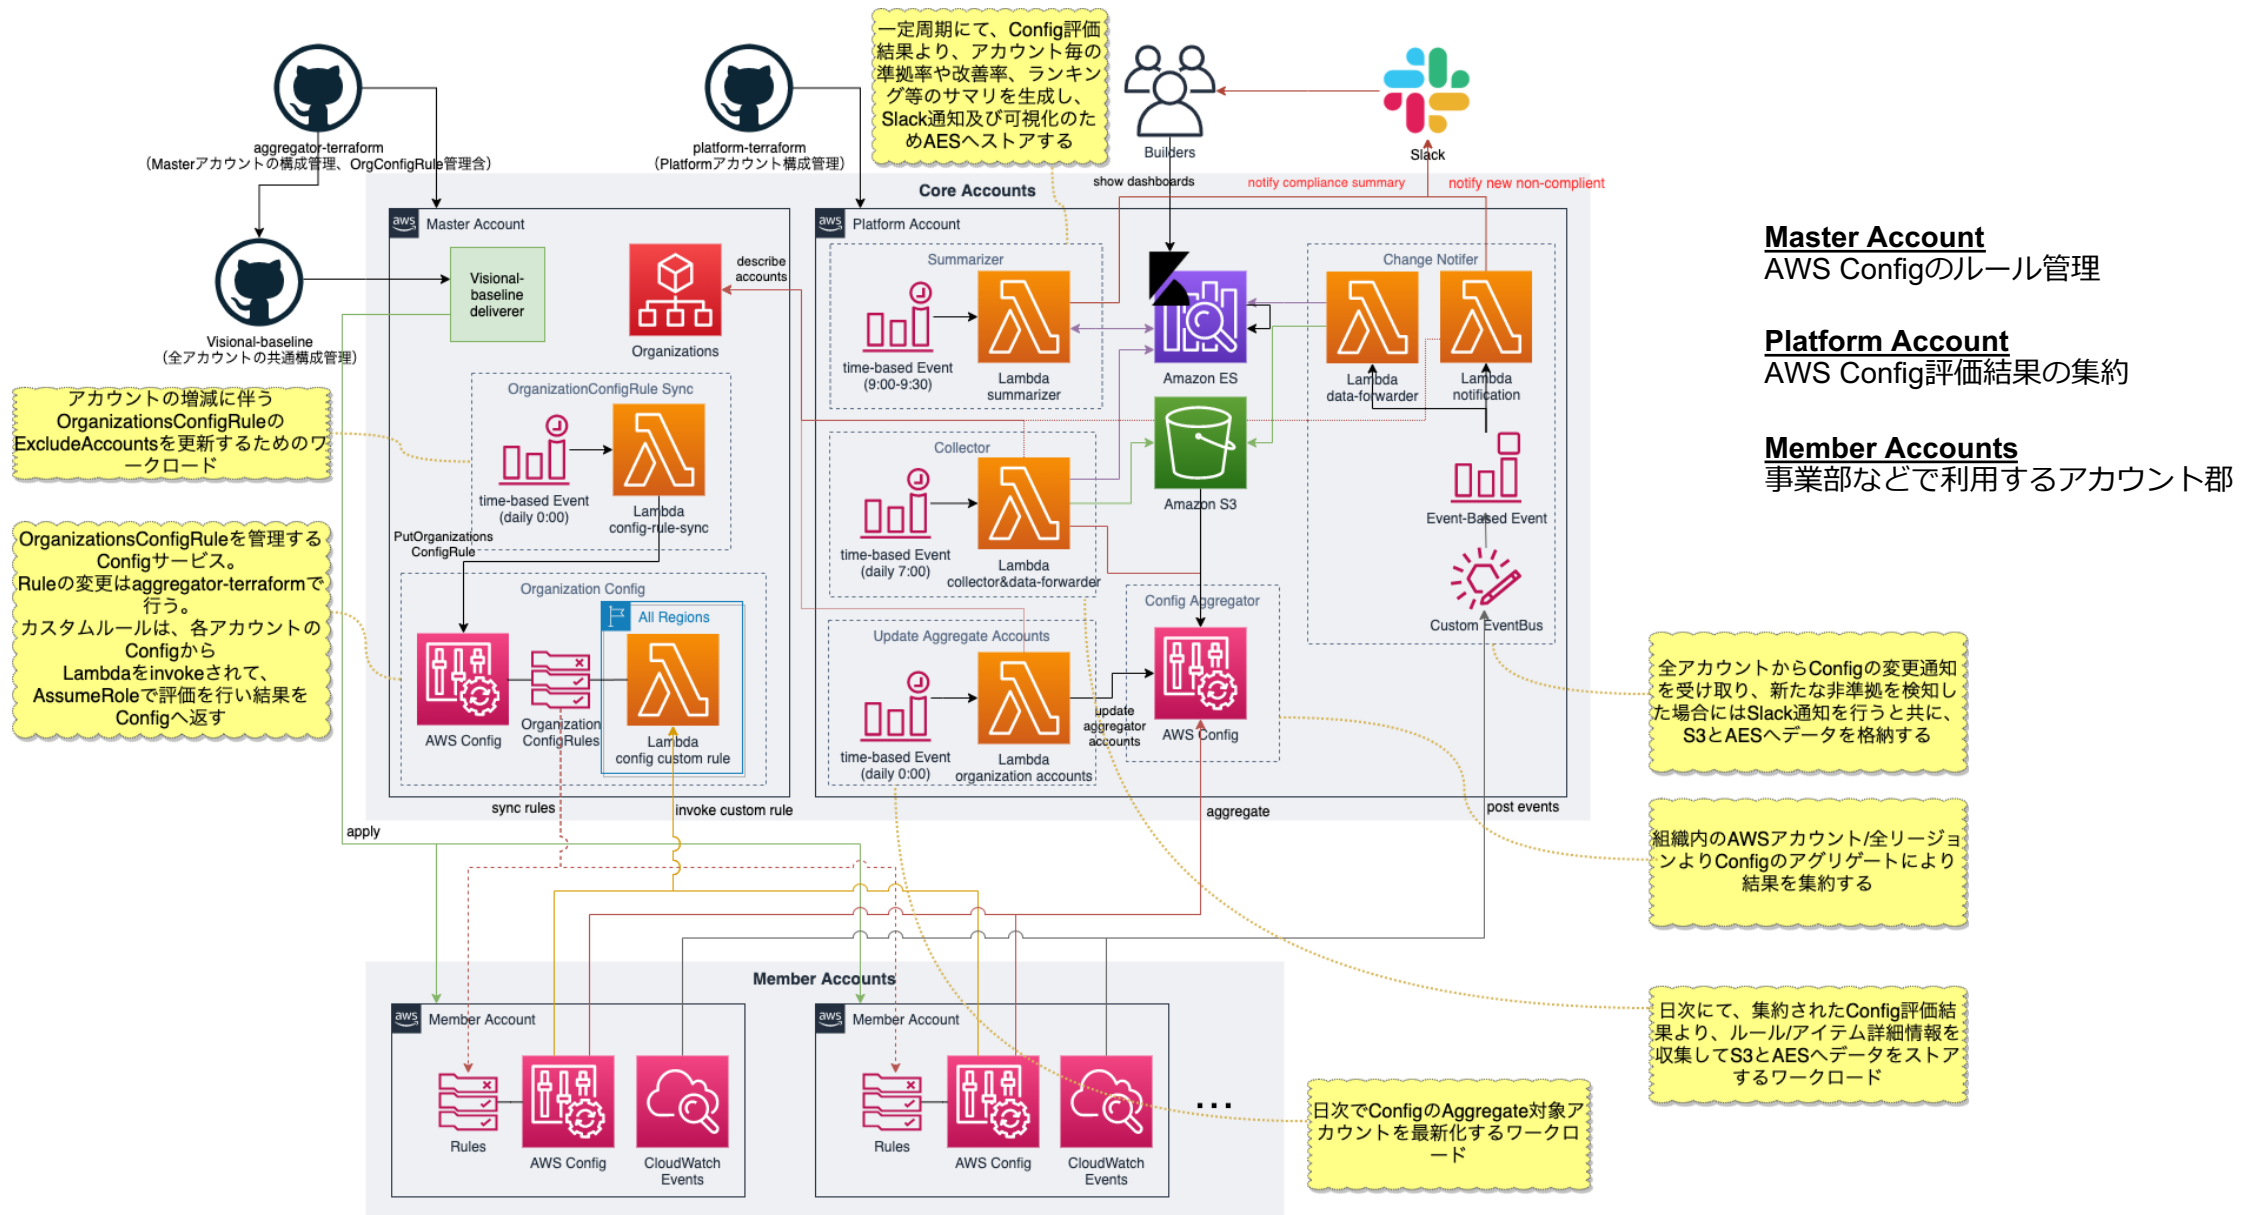 一定周期にて、Config評価
結果より、アカウント毎の
準拠率や改善率、ランキン
グ等のサマリを生成し、
Slack通知及び可視化のた
めAESへストアする
aggregator-terraform
（Masterアカウントの構成管理、OrgConfigRule管理含）
platform-terraform
（Platformアカウント構成管理）
Builders
Slack
show dashboards
notify compliance summary
notify new non-complient
Core Accounts
aws
Master Account
aws
Platform Account
Visional-
baseline
deliverer
Organizations
describe
accounts
Visional-baseline
（全アカウントの共通構成管理）
Summarizer
time-based Event
(9:00-9:30)
Lambda
summarizer
Amazon ES
Change Notifer
Lambda
data-forwarder
Lambda
notification
Master Account
AWS Configのルール管理
Platform Account
AWS Config評価結果の集約
Member Accounts
事業部などで利用するアカウント郡
アカウントの増減に伴う
OrganizationsConfigRuleの
ExcludeAccountsを更新するためのワ
ークロード
OrganizationConfigRule Sync
time-based Event
(daily 0:00)
Lambda
config-rule-sync
PutOrganizations
ConfigRule
Collector
time-based Event
(daily 7:00)
Lambda
collector&data-forwarder
Amazon S3
Event-Based Event
Custom EventBus
OrganizationsConfigRuleを管理する
Configサービス。
Ruleの変更はaggregator-terraformで
行う。
カスタムルールは、各アカウントの
Configから
Lambdaをinvokeされて、
AssumeRoleで評価を行い結果を
Configへ返す
Organization Config
All Regions
AWS Config
Organization
ConfigRules
Lambda
config custom rule
Update Aggregate Accounts
time-based Event
(daily 0:00)
Lambda
organization accounts
update
aggregator
accounts
Config Aggregator
AWS Config
全アカウントからConfigの変更通知
を受け取り、新たな非準拠を検知し
た場合にはSlack通知を行うと共に、
S3とAESへデータを格納する
sync rules
invoke custom rule
apply
aggregate
post events
組織内のAWSアカウント/全リージョ
ンよりConfigのアグリゲートにより
結果を集約する
Member Accounts
aws
Member Account
Rules
AWS Config
CloudWatch
Events
aws
Member Account
Rules
AWS Config
CloudWatch
Events
...
日次にて、集約されたConfig評価結
果より、ルール/アイテム詳細情報を
収集してS3とAESへデータをストア
するワークロード
日次でConfigのAggregate対象ア
カウントを最新化するワークロ
ード